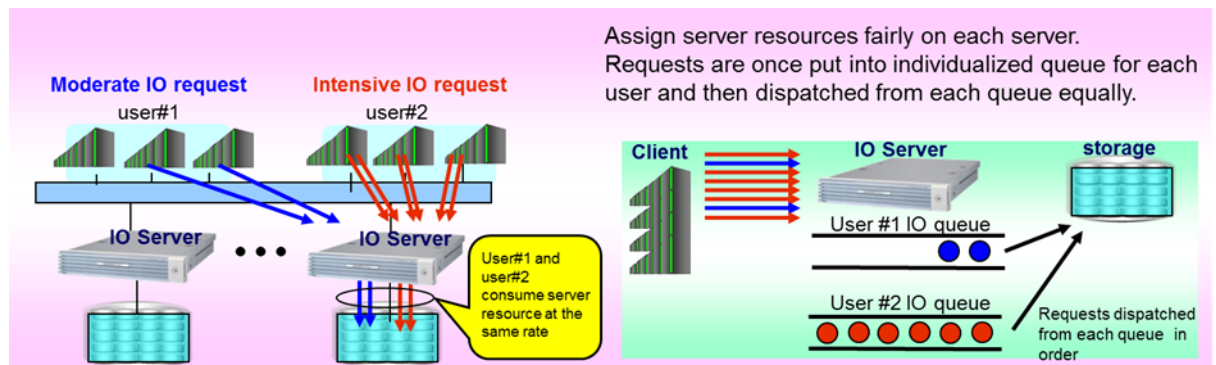 Moderate IO request
user#1
Intensive IO request
user#2
IO Server
IO Server
User#1 and
user#2
consume server
resource at the
same rate
Assign server resources fairly on each server.
Requests are once put into individualized queue for each
user and then dispatched from each queue equally.
Client
IO Server
storage
User #1 IO queue
User #2 IO queue
Requests dispatched
from each queue in
order